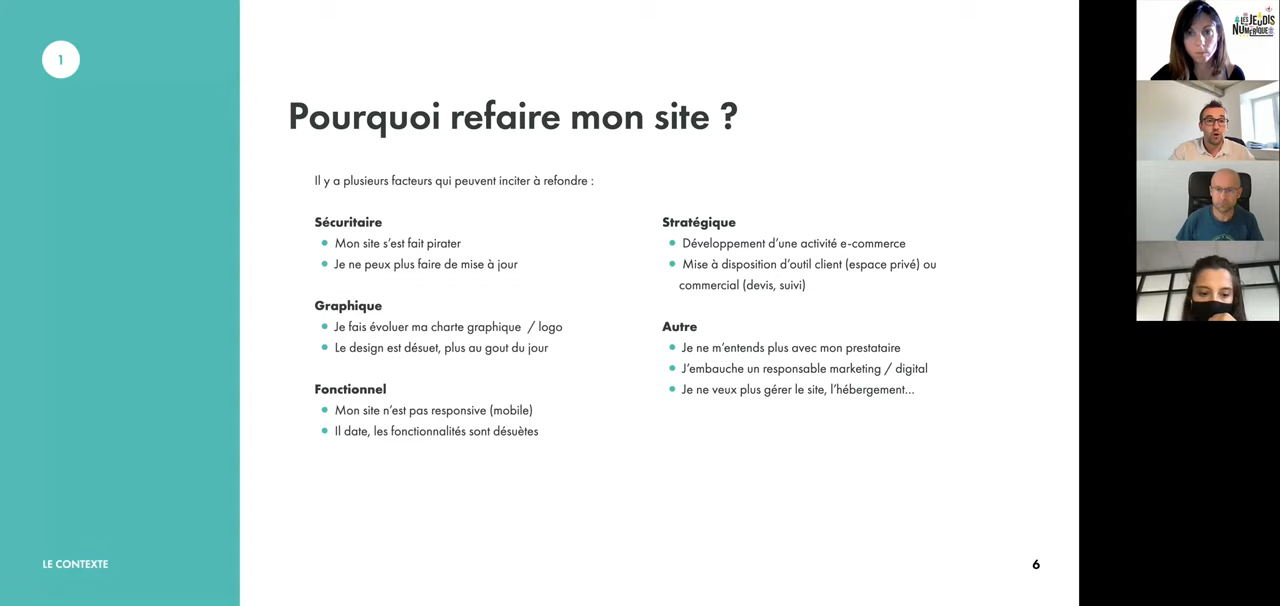 1
Pourquoi refaire mon site ?
Il y a plusieurs facteurs qui peuvent inciter à refondre :
Sécuritaire
Mon site s'est fait pirater
Je ne peux plus faire de mise à jour
Graphique
Je fais évoluer ma charte graphique / logo
Le design est désuet, plus au gout du jour
Fonctionnel
Mon site n'est pas responsive (mobile)
Il date, les fonctionnalités sont désuètes
Stratégique
Développement d'une activité e-commerce
Mise à disposition d'outil client (espace privé) ou
commercial (devis, suivi)
Autre
Je ne m'entends plus avec mon prestataire
J'embauche un responsable marketing / digital
Je ne veux plus gérer le site, l'hébergement...
LE CONTEXTE
6
LES JEUDIS
NUMERIQUES